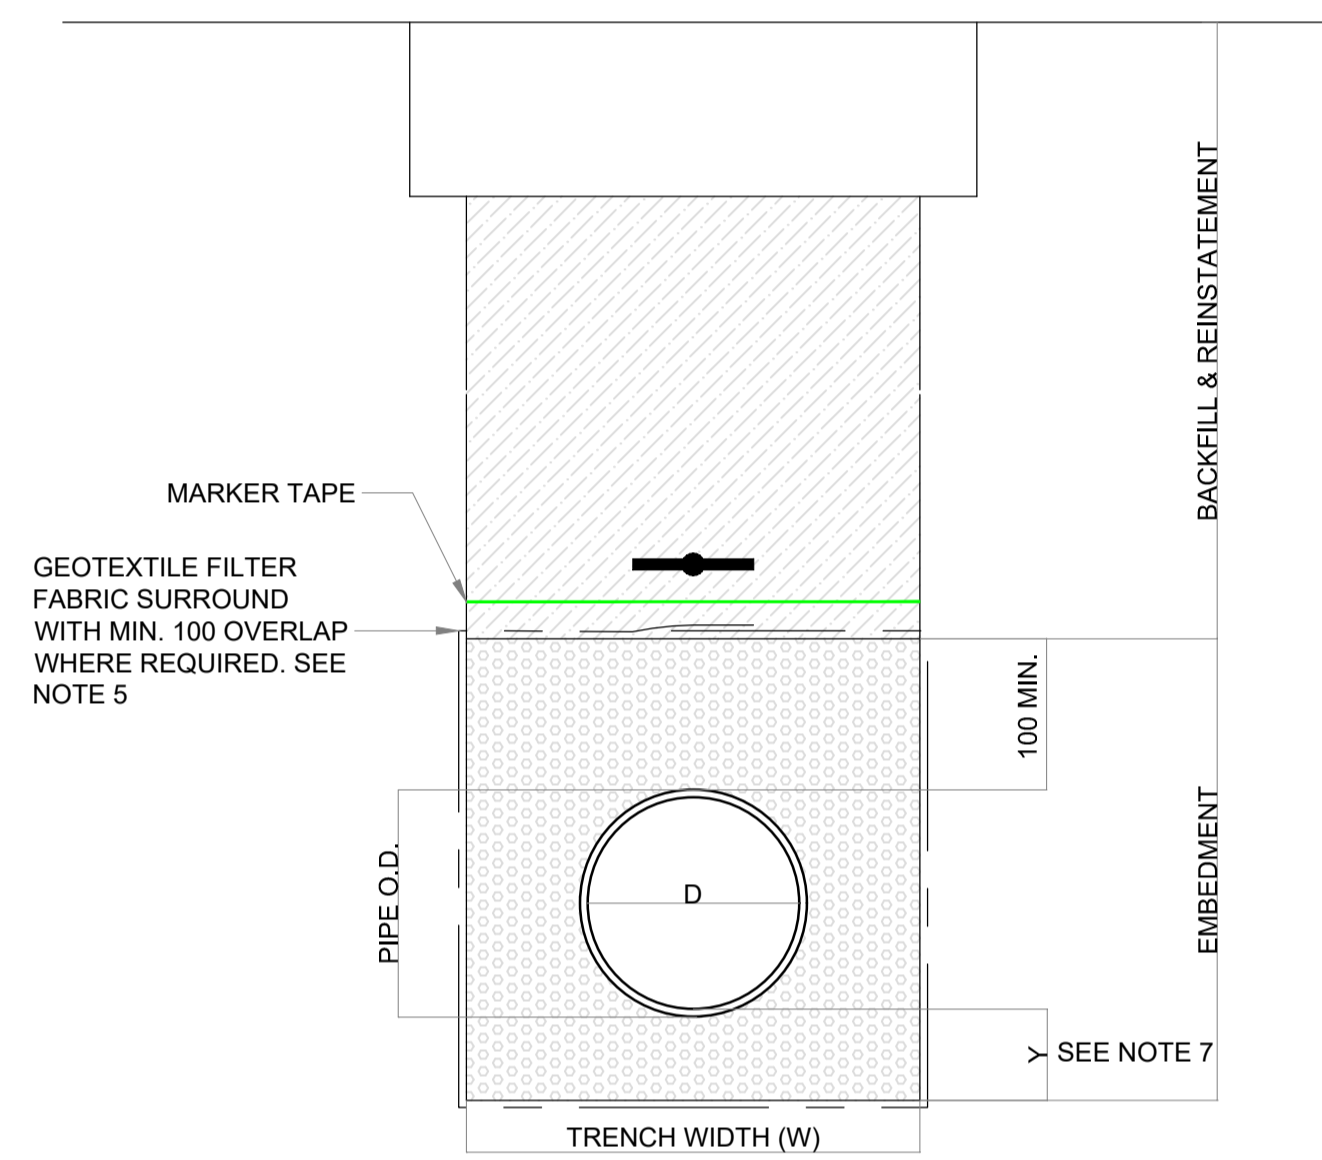 BACKFILL & REINSTATEMENT
MARKER TAPE
GEOTEXTILE FILTER
FABRIC SURROUND
WITH MIN. 100 OVERLAP
WHERE REQUIRED. SEE
NOTE 5
100 MIN.
PIPE O.D.
D
EMBEDMENT
Y
SEE NOTE 7
TRENCH WIDTH (W)